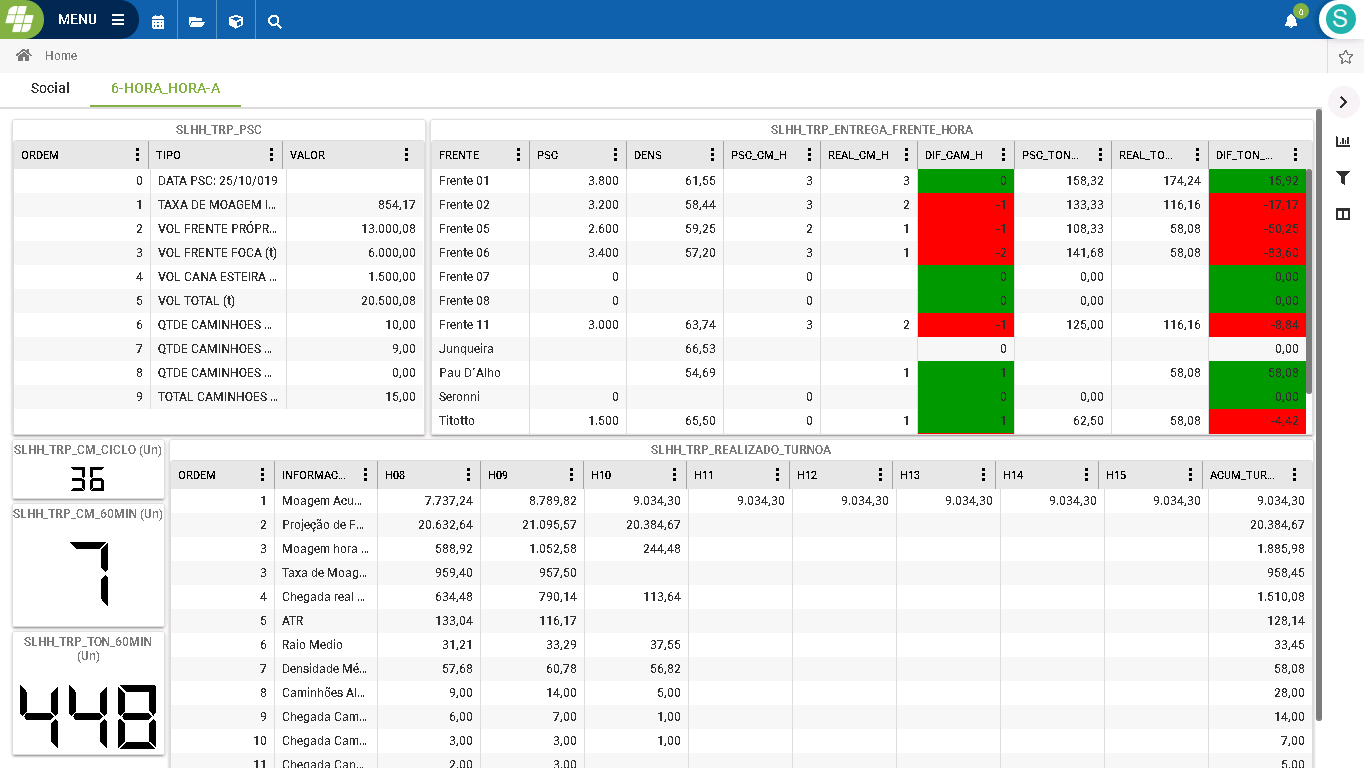 MENU
0
S
Home
Social 6-HORA_HORA-A
SLHH_TRP_PSC
ORDEM TIPO VALOR
0 DATA PSC: 25/10/019
1 TAXA DE MOAGEM I... 854,17
2 VOL FRENTE PRÓPR... 13.000,08
3 VOL FRENTE FOCA (t) 6.000,00
4 VOL CANA ESTEIRA ... 1.500,00
5 VOL TOTAL (t) 20.500,08
6 QTDE CAMINHOES ... 10,00
7 QTDE CAMINHOES ... 9,00
8 QTDE CAMINHOES ... 0,00
9 TOTAL CAMINHOES ... 15,00
SLHH_TRP_ENTREGA_FRENTE_HORA
FRENTE PSC DENS PSC_CM_H REAL_CM_H DIF_CAM_H PSC_TON... REAL_TO... DIF_TON_...
Frente 01 3.800 61,55 3 3 0 158,32 174,24 15,92
Frente 02 3.200 58,44 3 2 -1 133,33 116,16 -17,17
Frente 05 2.600 59,25 2 1 -1 108,33 58,08 -50,25
Frente 06 3.400 57,20 3 1 -2 141,68 58,08 -83,60
Frente 07 0 0 0 0,00 0,00
Frente 08 0 0 0 0,00 0,00
Frente 11 3.000 63,74 3 2 -1 125,00 116,16 -8,84
Junqueira 66,53 0 0,00
Pau D´Alho 54,69 1 1 58,08 58,08
Seronni 0 0 0 0,00 0,00
Titotto 1.500 65,50 0 1 1 62,50 58,08 -4,42
SLHH_TRP_CM_CICLO (Un)
36
SLHH_TRP_CM_60MIN (Un)
7
SLHH_TRP_TON_60MIN
(Un)
448
SLHH_TRP_REALIZADO_TURNOA
ORDEM INFORMAC... H08 H09 H10 H11 H12 H13 H14 H15 ACUM_TUR...
1 Moagem Acu... 7.737,24 8.789,82 9.034,30 9.034,30 9.034,30 9.034,30 9.034,30 9.034,30 9.034,30
2 Projeção de F... 20.632,64 21.095,57 20.384,67 20.384,67
3 Moagem hora ... 588,92 1.052,58 244,48 1.885,98
3 Taxa de Moag... 959,40 957,50 958,45
4 Chegada real ... 634,48 790,14 113,64 1.510,08
5 ATR 133,04 116,17 128,14
6 Raio Medio 31,21 33,29 37,55 33,45
7 Densidade Mé... 57,68 60,78 56,82 58,08
8 Caminhões Al... 9,00 14,00 5,00 28,00
9 Chegada Cam... 6,00 7,00 1,00 14,00
10 Chegada Cam... 3,00 3,00 1,00 7,00
11 Chegada Can... 2,00 3,00 5,00